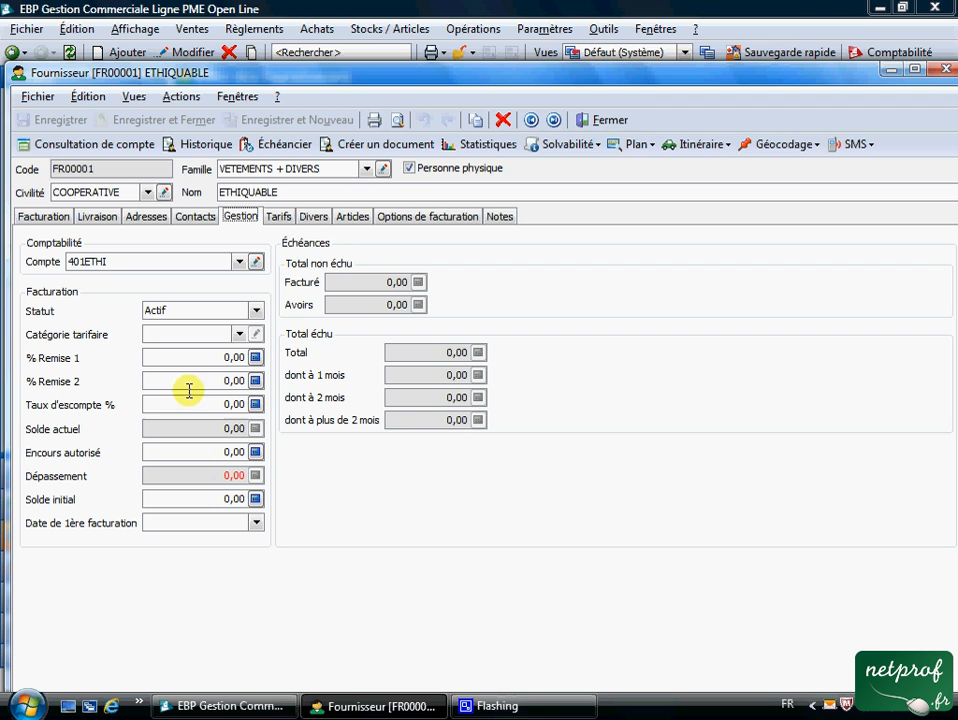 EBP Gestion Commerciale Ligne PME Open Line
Fichier Édition Affichage Ventes Règlements Achats Stocks / Articles Opérations Paramètres Outils Fenêtres ?
Ajouter Modifier <Rechercher> Vues Défaut (Système) Sauvegarde rapide Comptabilité
Fournisseur [FR00001] ETHIQUABLE
Fichier Édition Vues Actions Fenêtres ?
Enregistrer Enregistrer et Fermer Enregistrer et Nouveau Fermer
Consultation de compte Historique Échéancier Créer un document Statistiques Solvabilité Plan Itinéraire Géocodage SMS
Code FR00001 Famille VETEMENTS + DIVERS Personne physique
Civilité COOPERATIVE Nom ETHIQUABLE
Facturation Livraison Adresses Contacts Gestion Tarifs Divers Articles Options de facturation Notes
Comptabilité
Compte 401ETHI
Facturation
Statut Actif
Catégorie tarifaire
% Remise 1 0,00
% Remise 2 0,00
Taux d'escompte % 0,00
Solde actuel 0,00
Encours autorisé 0,00
Dépassement 0,00
Solde initial 0,00
Date de 1ère facturation
Échéances
Total non échu
Facturé 0,00
Avoirs 0,00
Total échu
Total 0,00
dont à 1 mois 0,00
dont à 2 mois 0,00
dont à plus de 2 mois 0,00
netprof
.fr
EBP Gestion Comm... Fournisseur [FR0000... Flashing FR